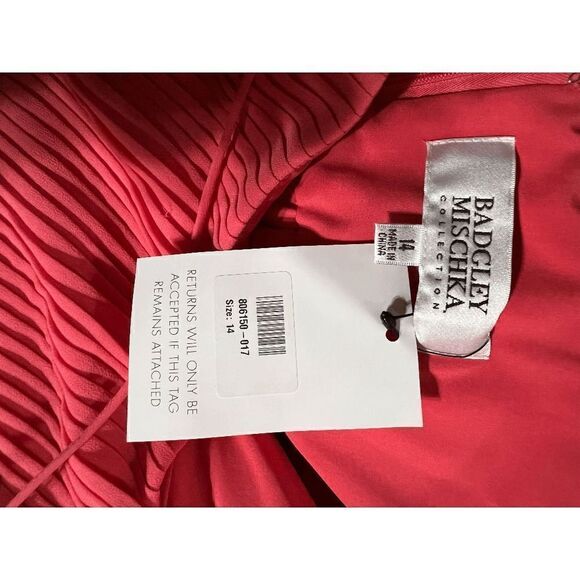 BADGLEY
MISCHKA
COLLECTION
14
MADE IN
CHINA
806150-017
Size: 14
RETURNS WILL ONLY BE
ACCEPTED IF THIS TAG
REMAINS ATTACHED